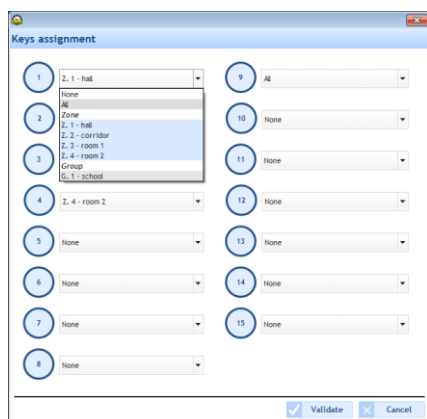 Keys assignment
1
Z. 1 - hall
None
All
Zone
Z. 1 - hall
Z. 2 - corridor
Z. 3 - room 1
Z. 4 - room 2
Group
G. 1 - school
2
3
4
Z. 4 - room 2
5
None
6
None
7
None
8
None
9
All
10
None
11
None
12
None
13
None
14
None
15
None
Validate
Cancel